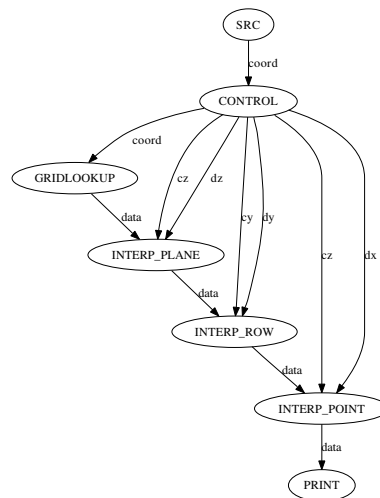 SRC
coord
CONTROL
coord
GRIDLOOKUP
cz
dz
data
cy
dy
INTERP_PLANE
cz
dx
data
INTERP_ROW
data
INTERP_POINT
data
PRINT